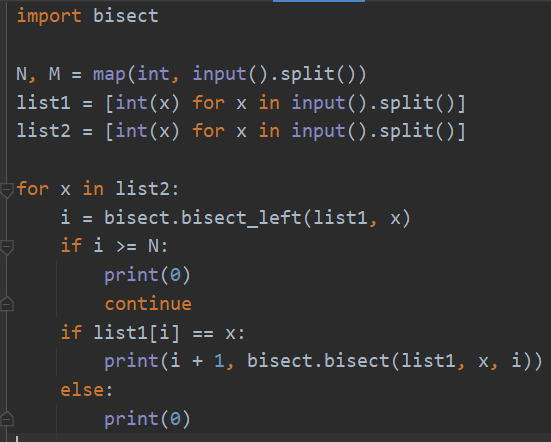 import bisect

N, M = map(int, input().split())
list1 = [int(x) for x in input().split()]
list2 = [int(x) for x in input().split()]

for x in list2:
    i = bisect.bisect_left(list1, x)
    if i >= N:
        print(0)
        continue
    if list1[i] == x:
        print(i + 1, bisect.bisect(list1, x, i))
    else:
        print(0)